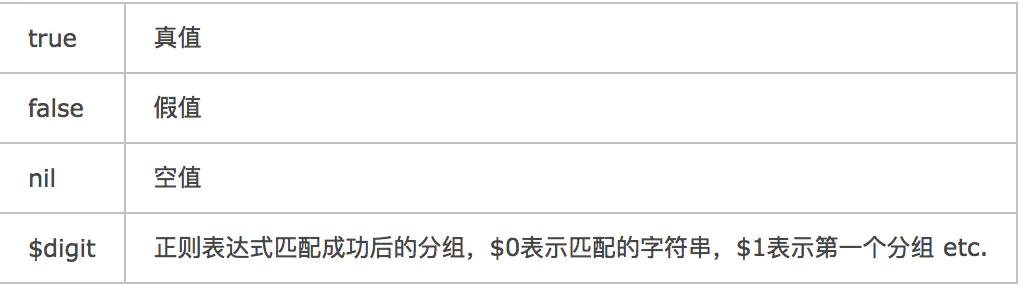 true 真值
false 假值
nil 空值
$digit 正则表达式匹配成功后的分组，$0表示匹配的字符串，$1表示第一个分组 etc.